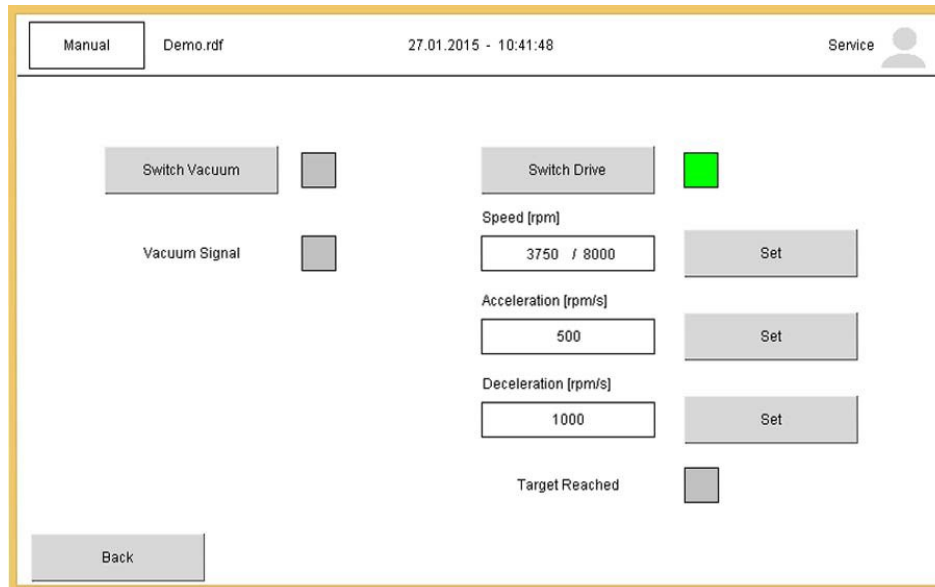 Manual Demo.rdf 27.01.2015 - 10:41:48 Service
Switch Vacuum
Vacuum Signal
Switch Drive
Speed [rpm]
3750 / 8000 Set
Acceleration [rpm/s]
500 Set
Deceleration [rpm/s]
1000 Set
Target Reached
Back